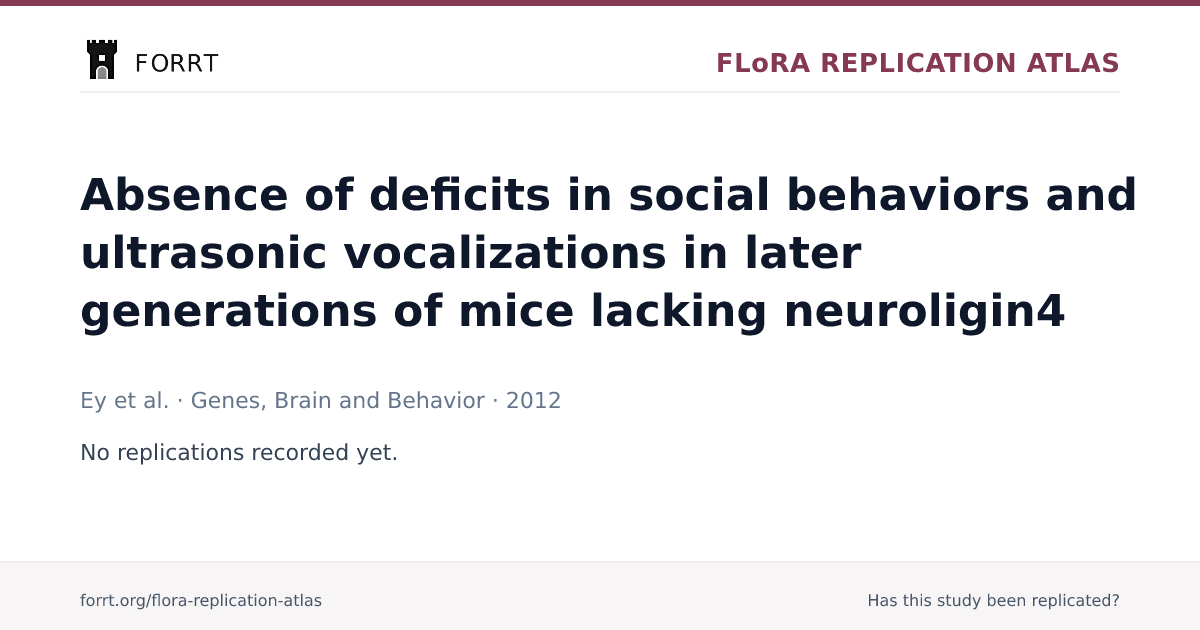 FORRT
FLoRA REPLICATION ATLAS
Absence of deficits in social behaviors and
ultrasonic vocalizations in later
generations of mice lacking neuroligin4
Ey et al. · Genes, Brain and Behavior · 2012
No replications recorded yet.
forrt.org/flora-replication-atlas
Has this study been replicated?